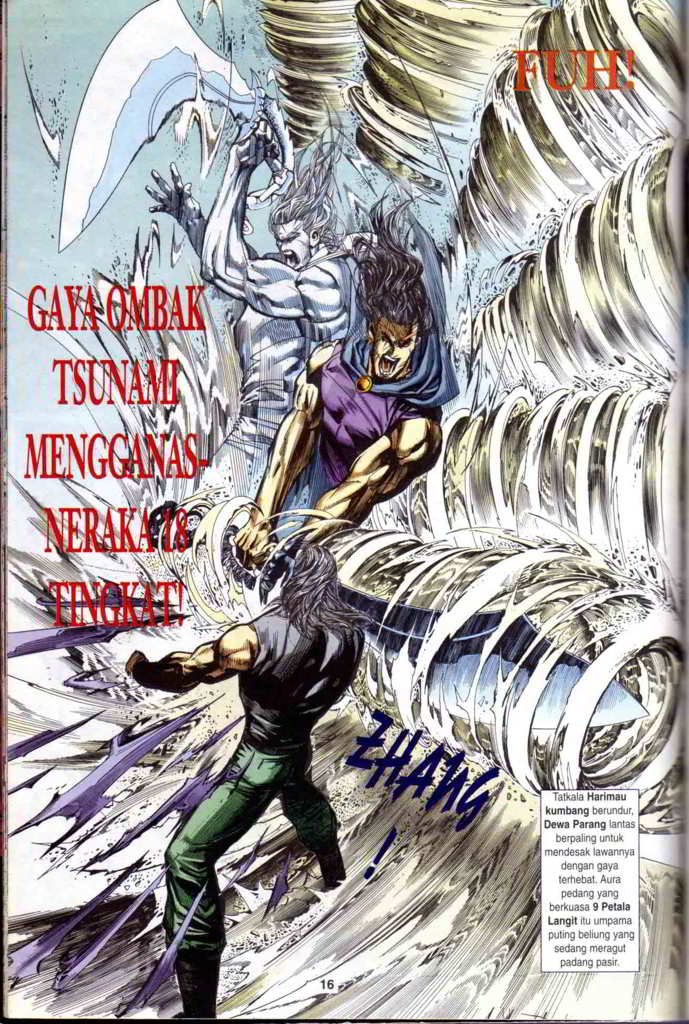 FUH!
GAYA OMBAK
TSUNAMI
MENGGANAS-
NERAKA 18
TINGKAT!
ZHANG
!
Tatkala Harimau
kumbang berundur,
Dewa Parang lantas
berpaling untuk
mendesak lawannya
dengan gaya
terhebat. Aura
pedang yang
berkuasa 9 Petala
Langit itu umpama
puting beliung yang
sedang meragut
padang pasir.
16